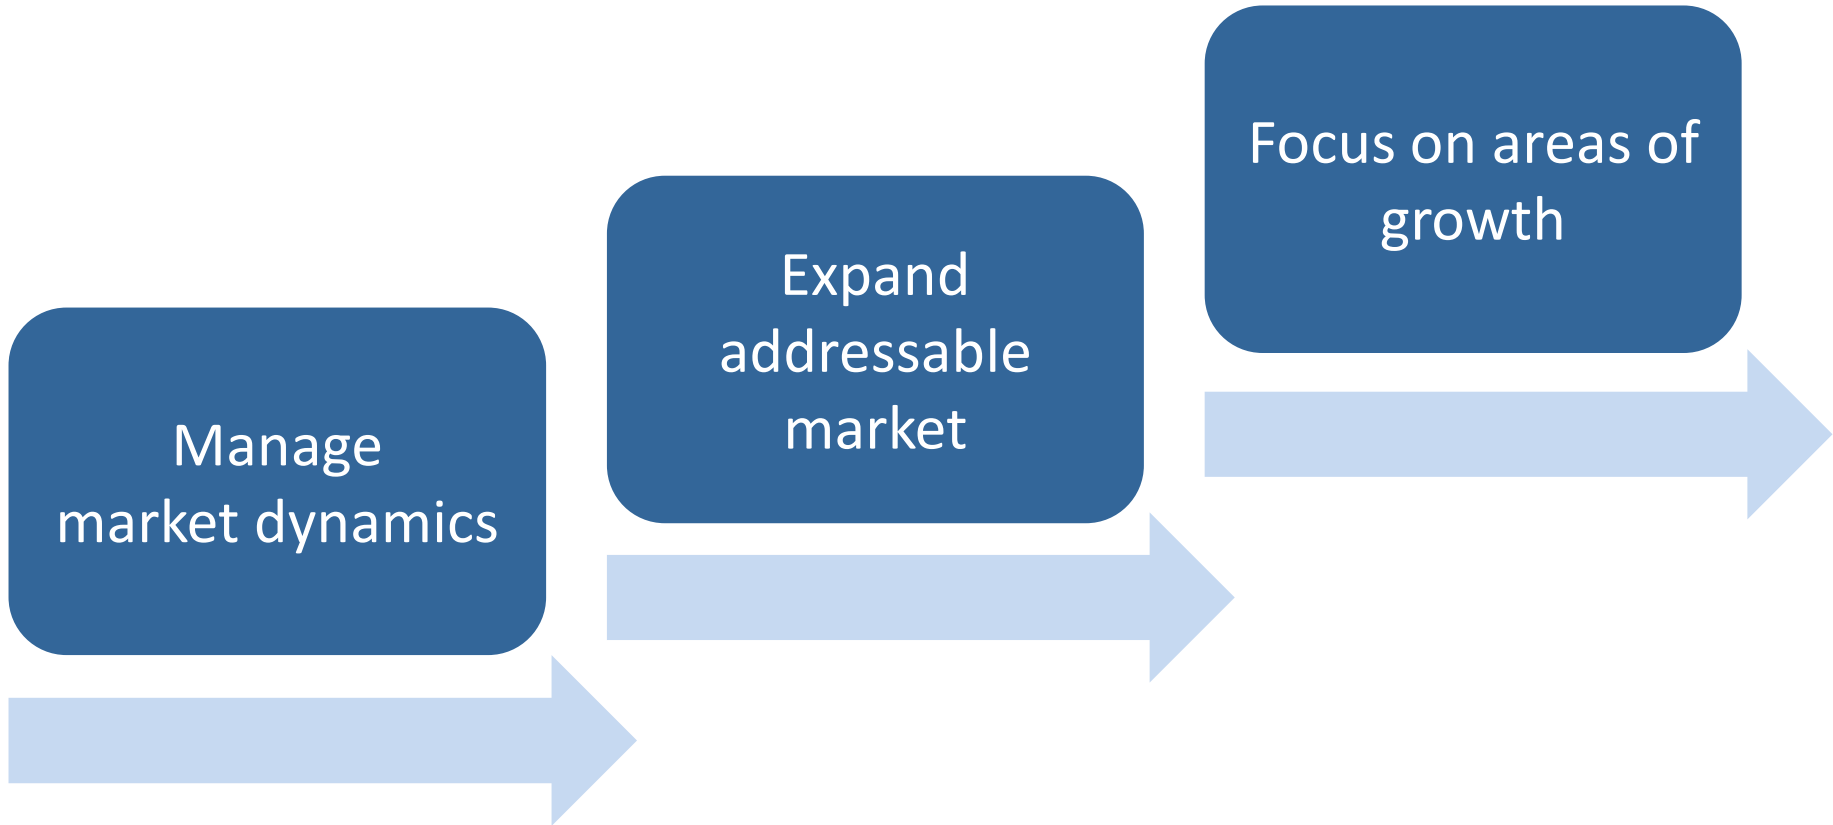 Manage
market dynamics
Expand
addressable
market
Focus on areas of
growth